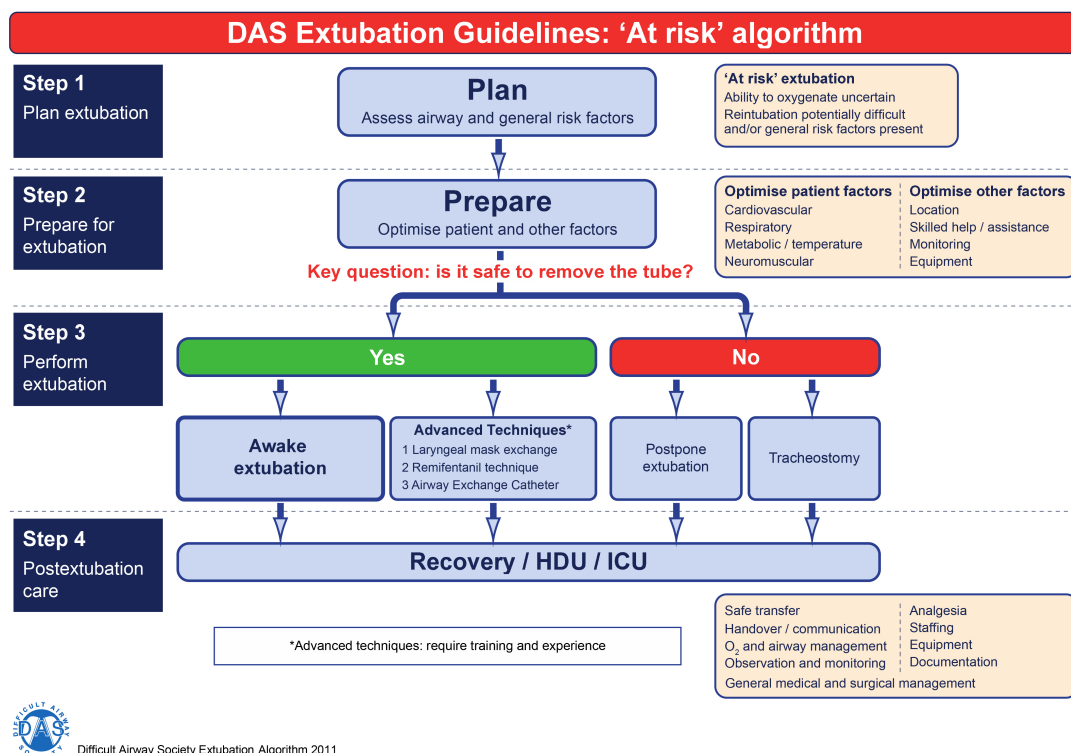 DAS Extubation Guidelines: ‘At risk’ algorithm
Step 1
Plan extubation
Plan
Assess airway and general risk factors
‘At risk’ extubation
Ability to oxygenate uncertain
Reintubation potentially difficult
and/or general risk factors present
Step 2
Prepare for
extubation
Prepare
Optimise patient and other factors
Optimise patient factors
Cardiovascular
Respiratory
Metabolic / temperature
Neuromuscular
Optimise other factors
Location
Skilled help / assistance
Monitoring
Equipment
Key question: is it safe to remove the tube?
Step 3
Perform
extubation
Yes
No
Awake
extubation
Advanced Techniques*
1 Laryngeal mask exchange
2 Remifentanil technique
3 Airway Exchange Catheter
Postpone
extubation
Tracheostomy
Step 4
Postextubation
care
Recovery / HDU / ICU
*Advanced techniques: require training and experience
Safe transfer
Handover / communication
O2 and airway management
Observation and monitoring
Analgesia
Staffing
Equipment
Documentation
General medical and surgical management
DIFFICULT AIRWAY
DAS
Difficult Airway Society Extubation Algorithm 2011